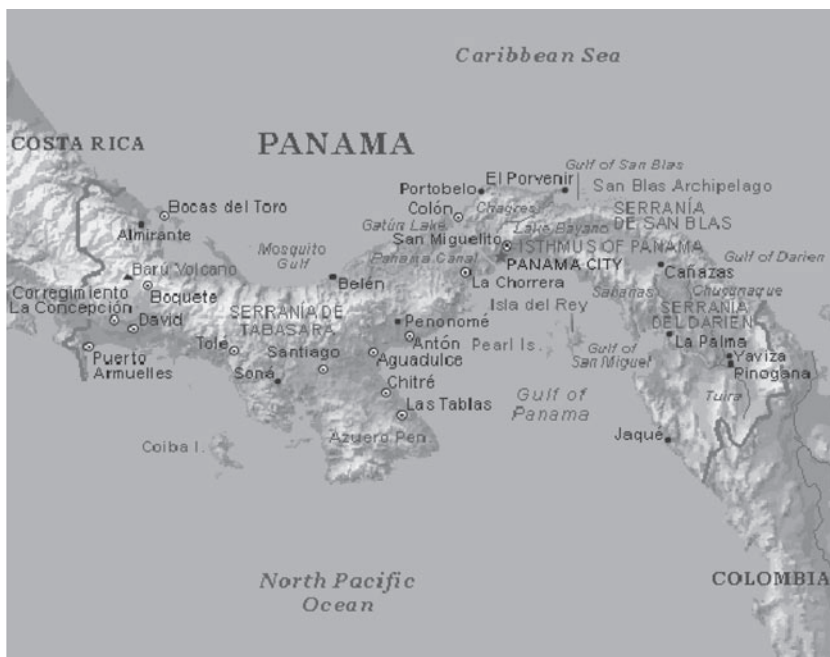 Caribbean Sea
COSTA RICA
PANAMA
Gulf of San Blas
El Porvenir
Portobelo
San Blas Archipelago
Bocas del Toro
Colón
Chagres
SERRANÍA
DE SAN BLAS
Almirante
Gatún Lake
Lake Bayano
San Miguelito
ISTHMUS OF PANAMA
Mosquito
Gulf
Panama Canal
PANAMA CITY
Gulf of Darien
Barú Volcano
Belén
La Chorrera
Cañazas
Corregimiento
La Concepción
Boquete
Isla del Rey
Sabanas
Chucunaque
David
SERRANÍA DE
TABASARA
Penonomé
SERRANÍA
DEL DARIEN
Tolé
Antón
Pearl Is.
La Palma
Puerto
Armuelles
Santiago
Aguadulce
Gulf of
San Miguel
Yaviza
Pinogana
Soná
Chitré
Gulf of
Panama
Tuira
Las Tablas
Coiba I.
Azuero Pen
Jaqué
North Pacific
Ocean
COLOMBIA